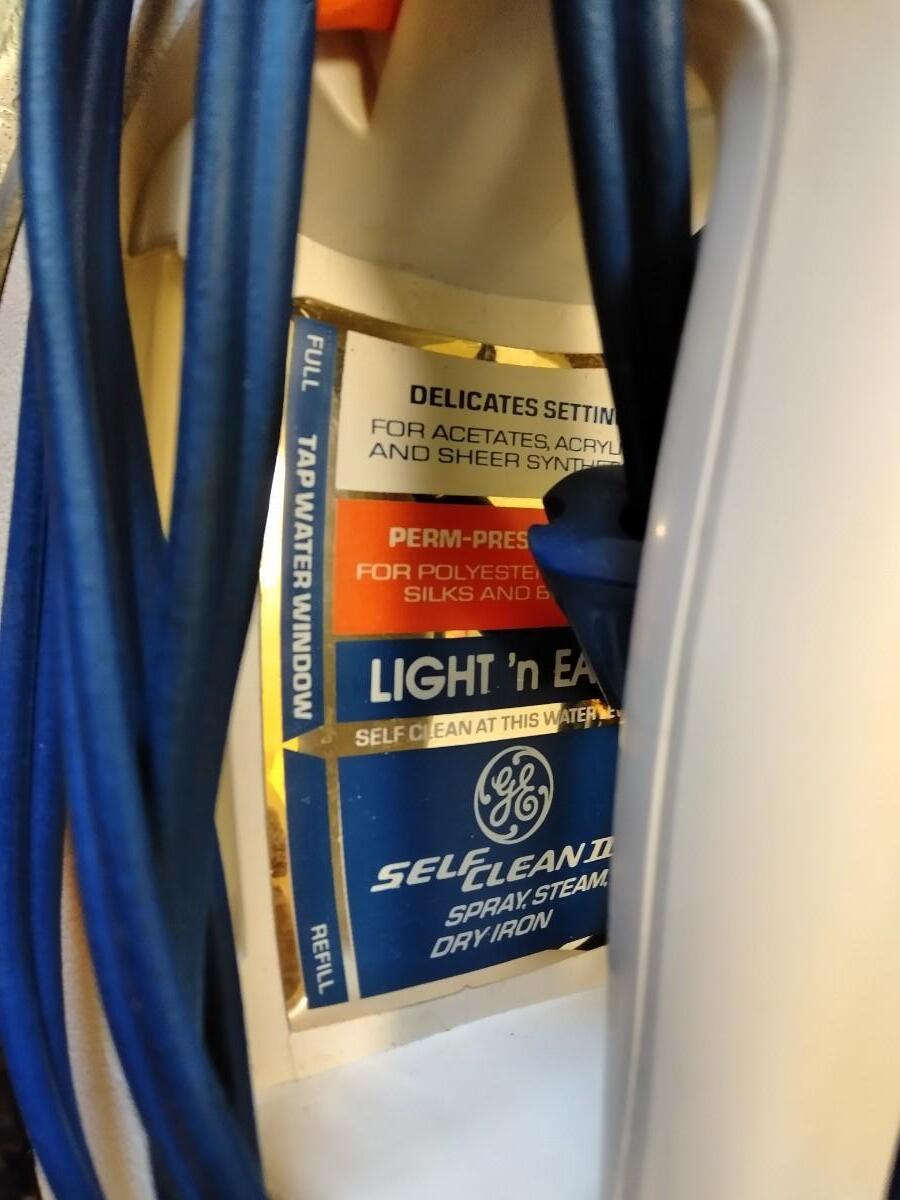 FULL
TAP WATER WINDOW
REFILL
DELICATES SETTIN
FOR ACETATES, ACRYL
AND SHEER SYNTHE
PERM-PRES
FOR POLYESTE
SILKS AND B
LIGHT 'n EA
SELF CLEAN AT THIS WATER LEV
GE
SELF CLEAN II
SPRAY, STEAM,
DRY IRON